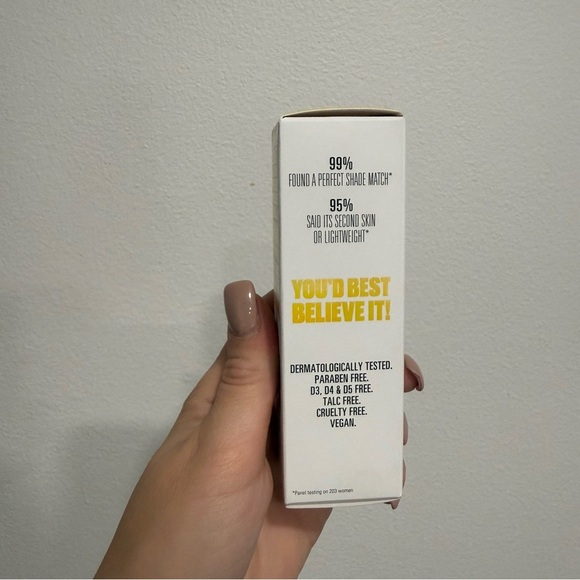 99%
FOUND A PERFECT SHADE MATCH*
95%
SAID ITS SECOND SKIN
OR LIGHTWEIGHT*
YOU'D BEST
BELIEVE IT!
DERMATOLOGICALLY TESTED.
PARABEN FREE.
D3, D4 & D5 FREE.
TALC FREE.
CRUELTY FREE.
VEGAN.
*Panel testing on 203 women